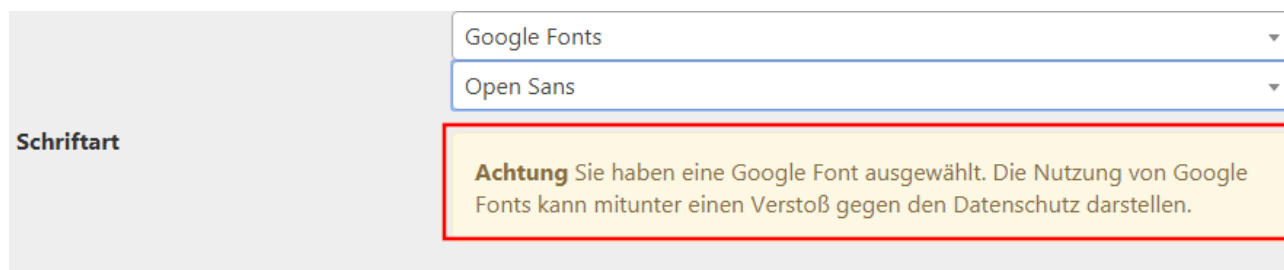 Google Fonts
Open Sans
Schriftart
Achtung Sie haben eine Google Font ausgewählt. Die Nutzung von Google
Fonts kann mitunter einen Verstoß gegen den Datenschutz darstellen.